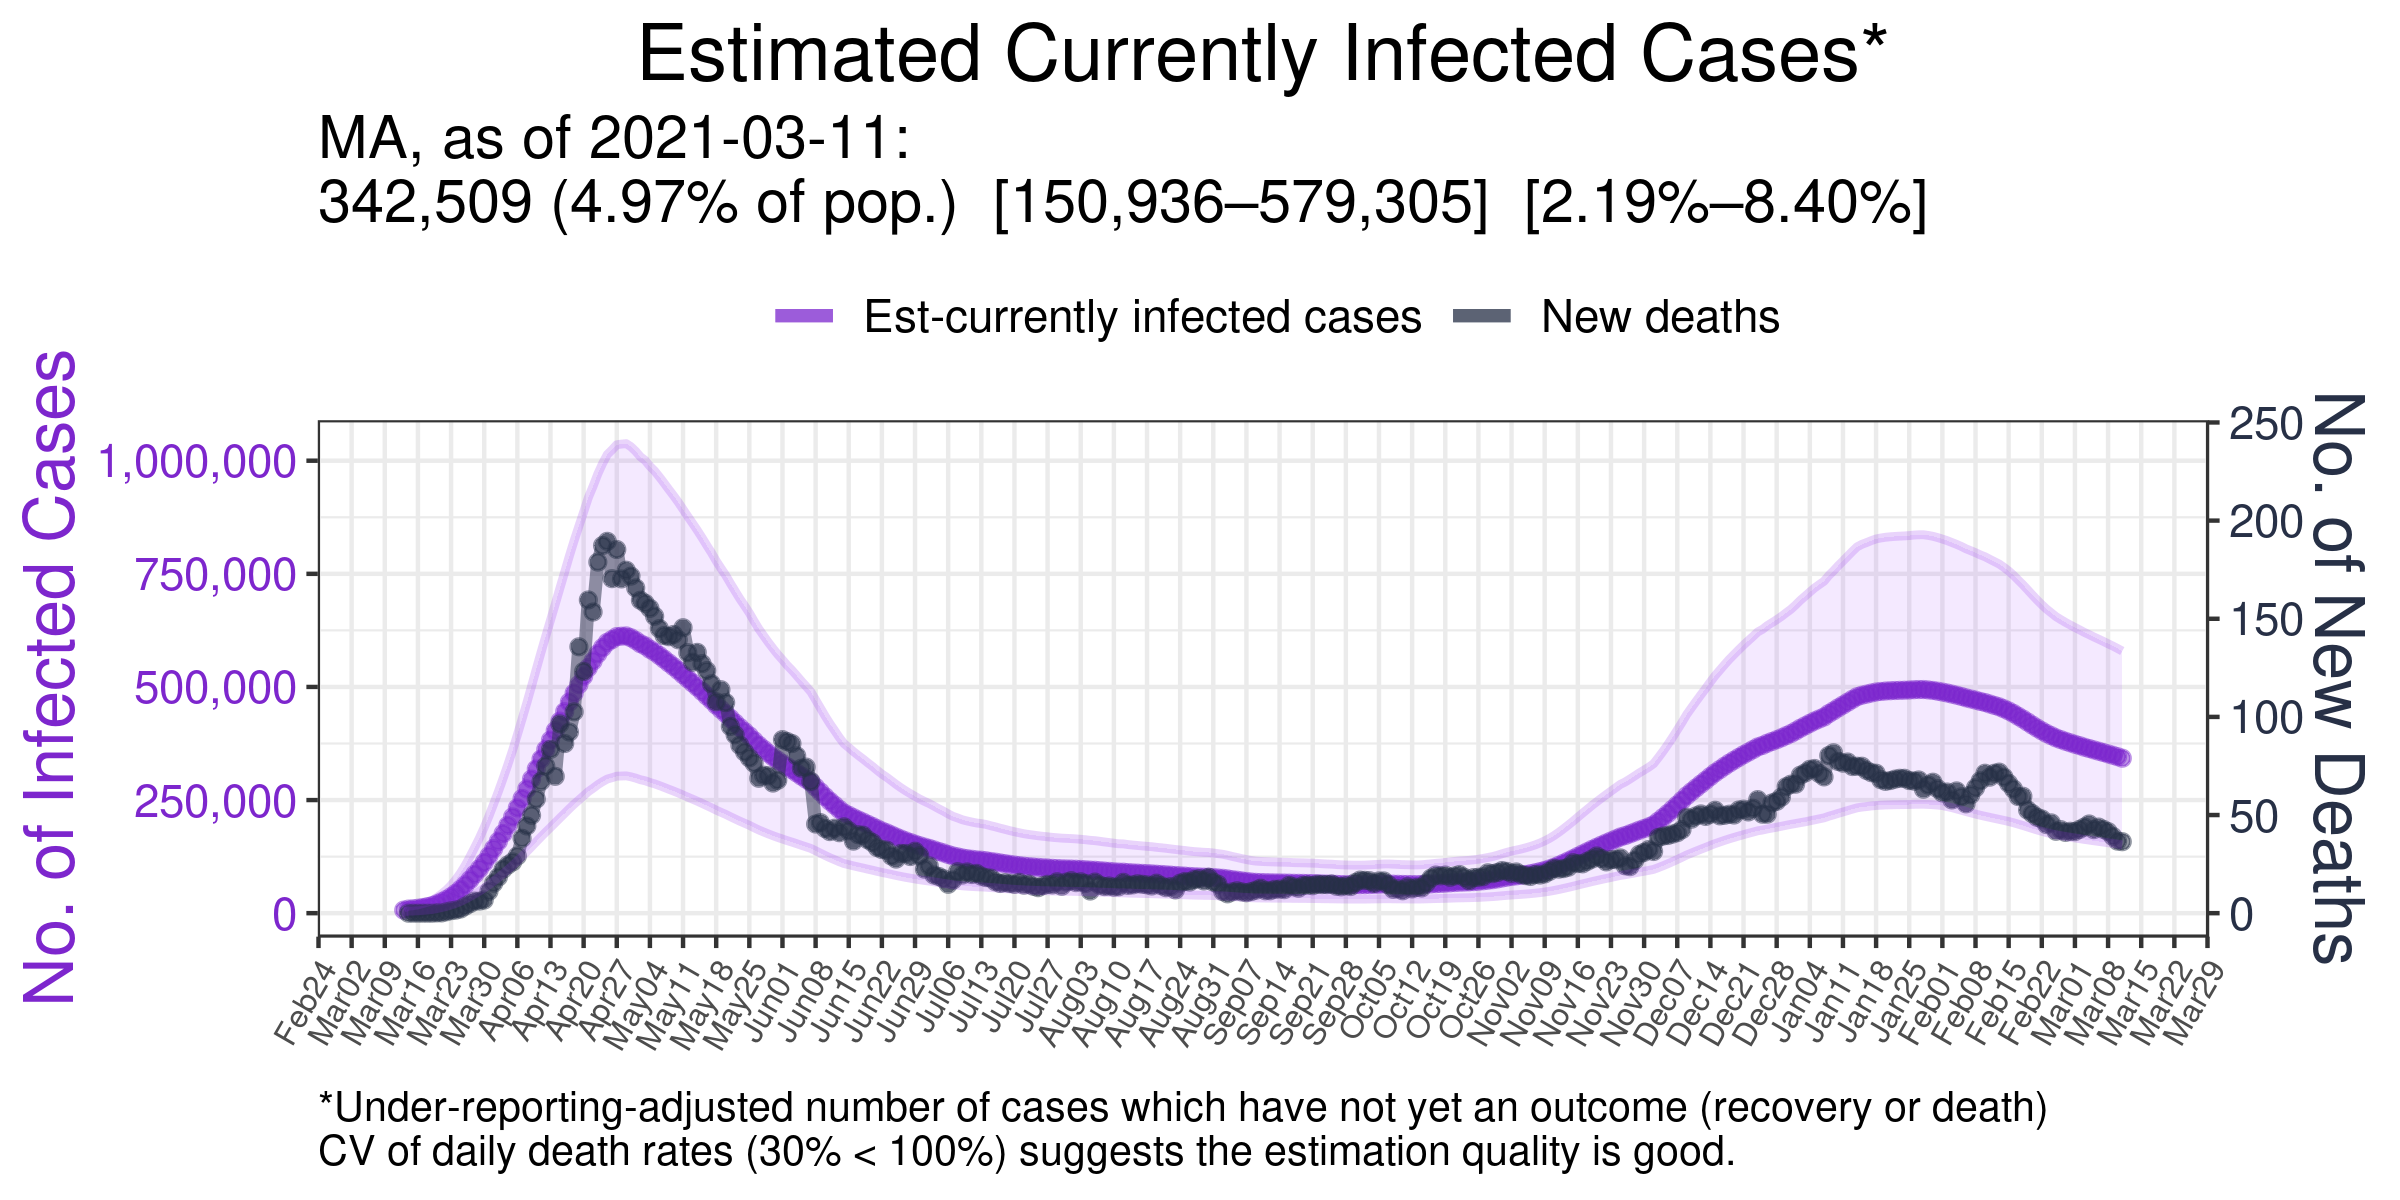 Estimated Currently Infected Cases*
MA, as of 2021-03-11:
342,509 (4.97% of pop.) [150,936–579,305] [2.19%–8.40%]
Est-currently infected cases
New deaths
No. of Infected Cases
1,000,000
750,000
500,000
250,000
0
250
200
150
100
50
0
No. of New Deaths
Feb24
Mar02
Mar09
Mar16
Mar23
Mar30
Apr06
Apr13
Apr20
Apr27
May04
May11
May18
May25
Jun01
Jun08
Jun15
Jun22
Jun29
Jul06
Jul13
Jul20
Jul27
Aug03
Aug10
Aug17
Aug24
Aug31
Sep07
Sep14
Sep21
Sep28
Oct05
Oct12
Oct19
Oct26
Nov02
Nov09
Nov16
Nov23
Nov30
Dec07
Dec14
Dec21
Dec28
Jan04
Jan11
Jan18
Jan25
Feb01
Feb08
Feb15
Feb22
Mar01
Mar08
Mar15
Mar22
Mar29
*Under-reporting-adjusted number of cases which have not yet an outcome (recovery or death)
CV of daily death rates (30% < 100%) suggests the estimation quality is good.